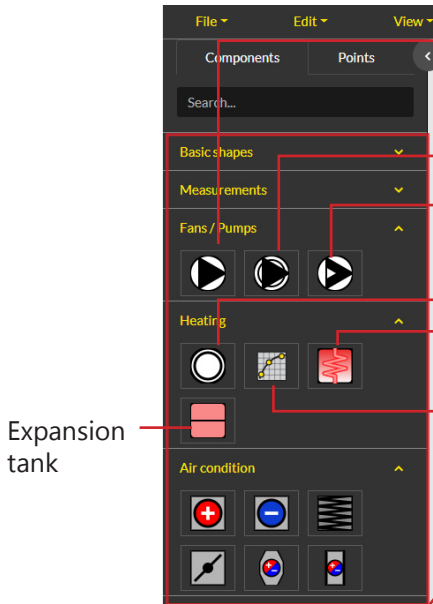 File Edit View
Components Points
Search...
Basic shapes
Measurements
Fans / Pumps
Heating
Expansion
tank
Air condition